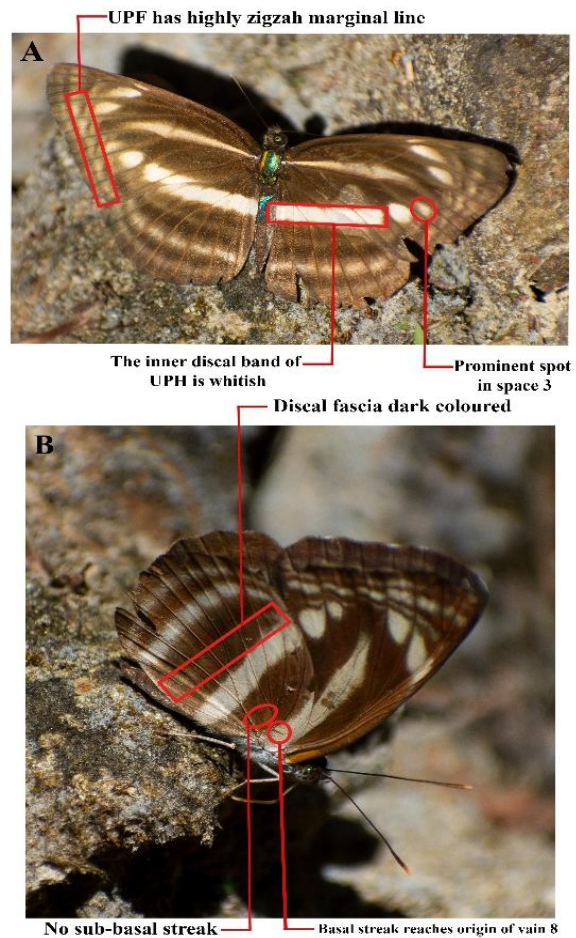 UPF has highly zigzah marginal line
A
The inner discal band of
UPH is whitish
Prominent spot
in space 3
Discal fascia dark coloured
B
No sub-basal streak
Basal streak reaches origin of vain 8